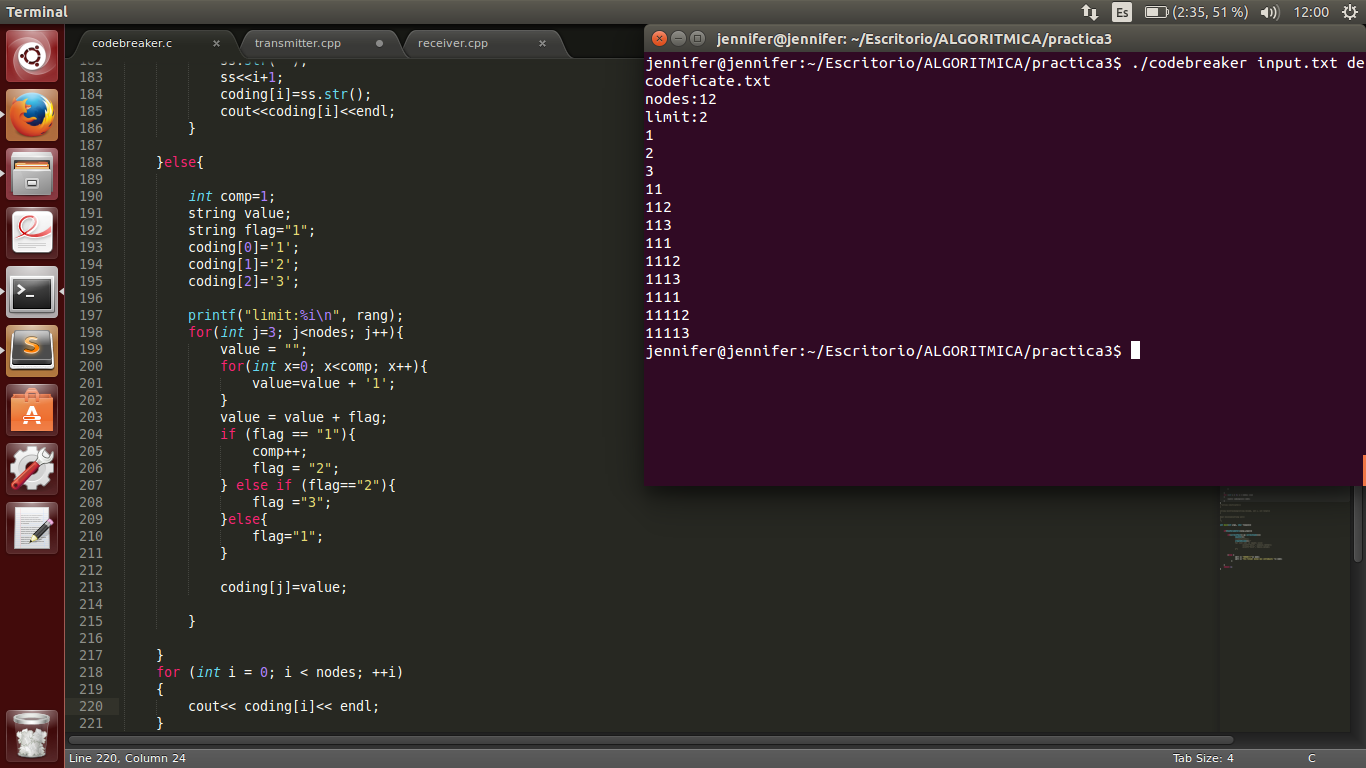 Terminal
Es
(2:35, 51 %)
12:00
codebreaker.c
transmitter.cpp
receiver.cpp
183 ss<<i+1;
184 coding[i]=ss.str();
185 cout<<coding[i]<<endl;
186 }
187
188 }else{
189
190 int comp=1;
191 string value;
192 string flag="1";
193 coding[0]='1';
194 coding[1]='2';
195 coding[2]='3';
196
197 printf("limit:%i\n", rang);
198 for(int j=3; j<nodes; j++){
199 value = "";
200 for(int x=0; x<comp; x++){
201 value=value + '1';
202 }
203 value = value + flag;
204 if (flag == "1"){
205 comp++;
206 flag = "2";
207 } else if (flag=="2"){
208 flag ="3";
209 }else{
210 flag="1";
211 }
212
213 coding[j]=value;
214
215 }
216
217 }
218 for (int i = 0; i < nodes; ++i)
219 {
220 cout<< coding[i]<< endl;
221 }
Line 220, Column 24
Tab Size: 4
C
jennifer@jennifer: ~/Escritorio/ALGORITMICA/practica3
jennifer@jennifer:~/Escritorio/ALGORITMICA/practica3$ ./codebreaker input.txt de
codeficate.txt
nodes:12
limit:2
1
2
3
11
112
113
111
1112
1113
1111
11112
11113
jennifer@jennifer:~/Escritorio/ALGORITMICA/practica3$